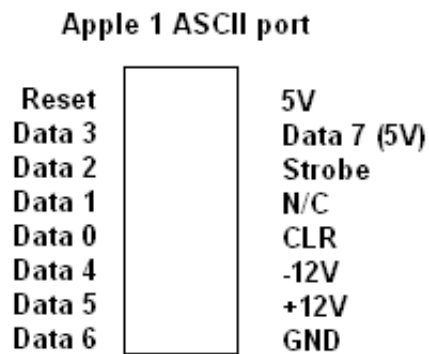 Apple 1 ASCII port
Reset 5V
Data 3 Data 7 (5V)
Data 2 Strobe
Data 1 N/C
Data 0 CLR
Data 4 -12V
Data 5 +12V
Data 6 GND